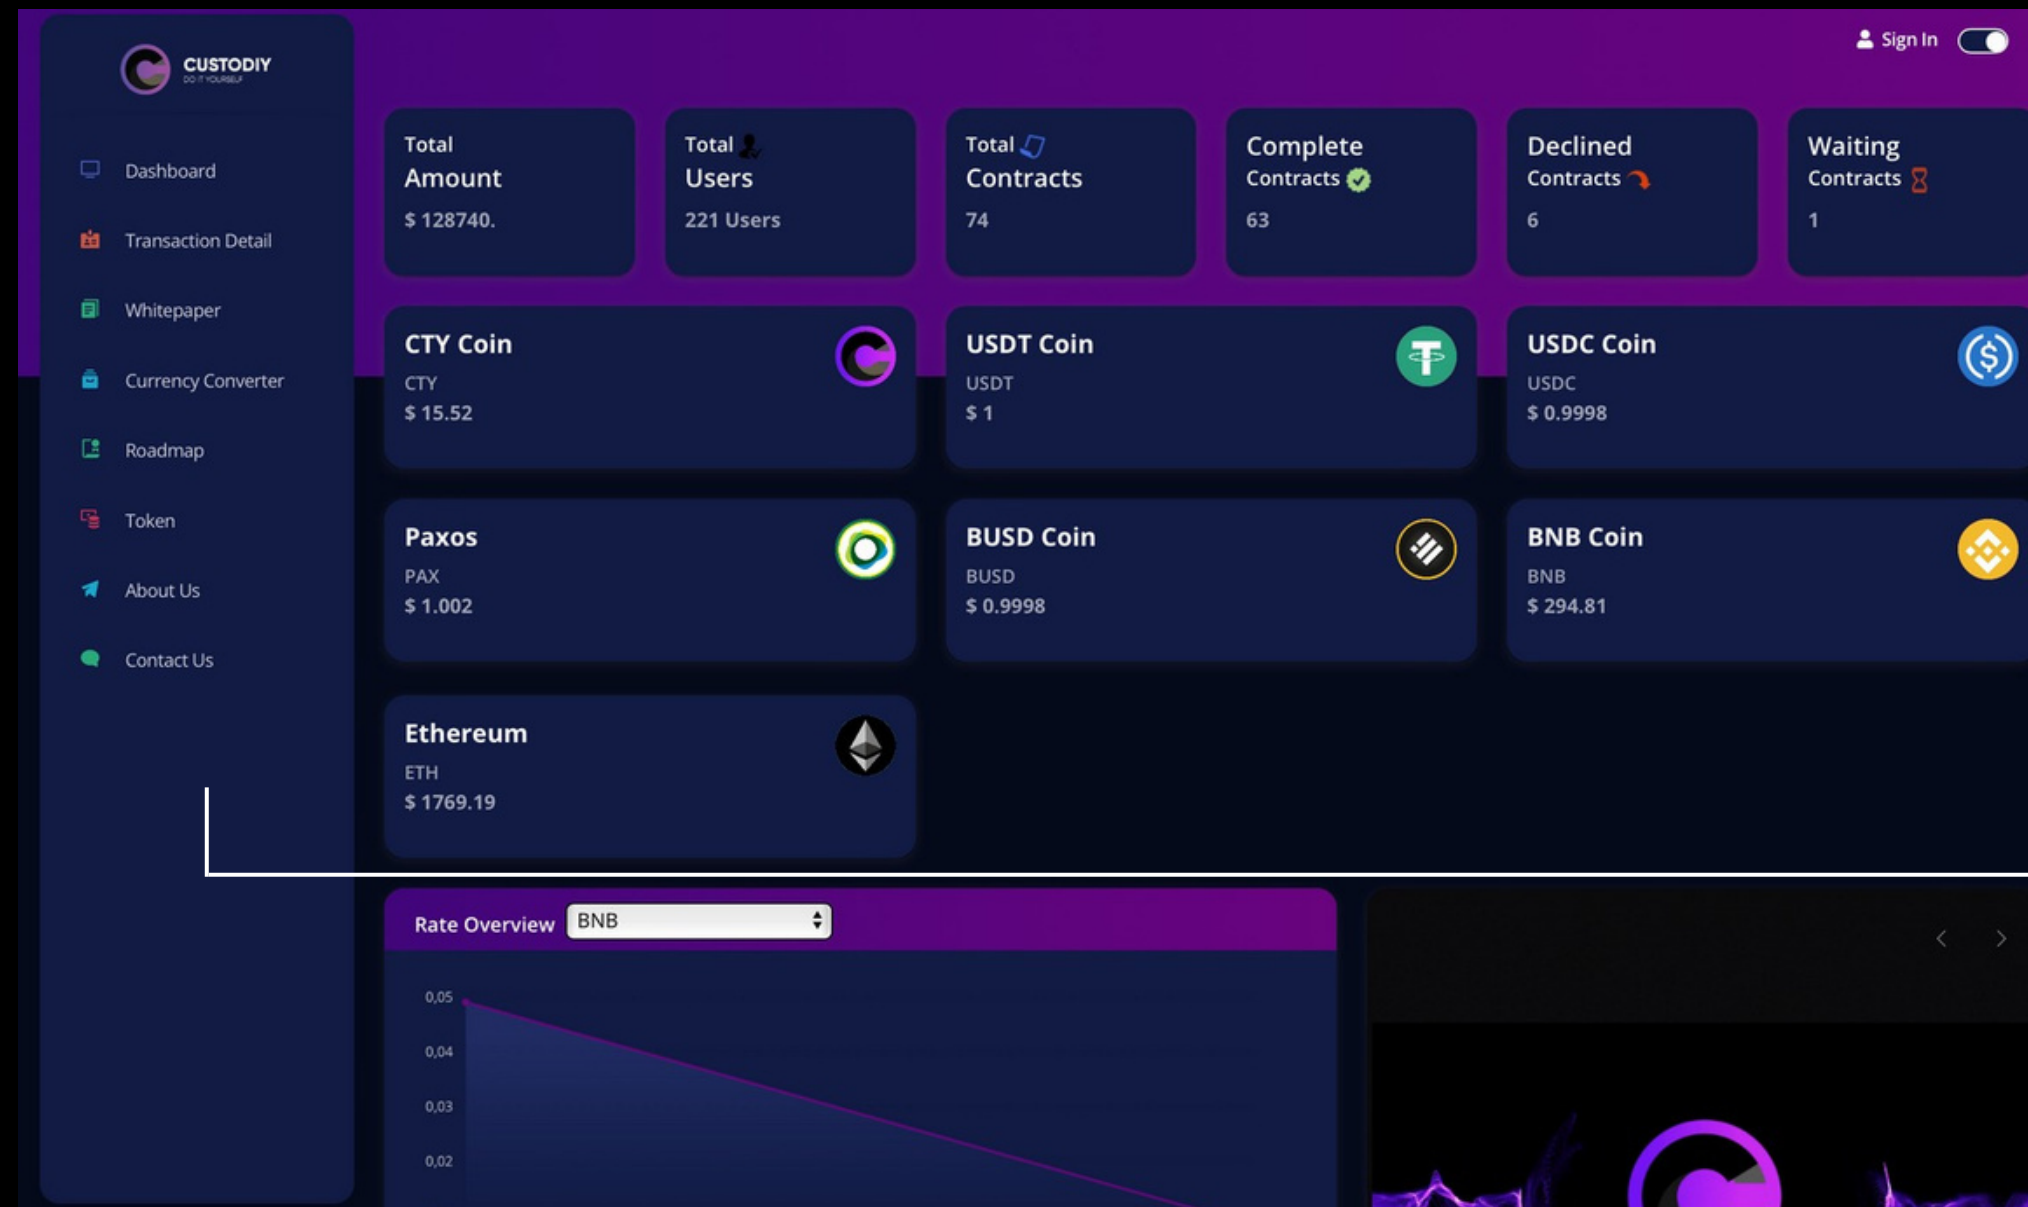 CUSTODIY
DO IT YOURSELF
Sign In
Dashboard
Transaction Detail
Whitepaper
Currency Converter
Roadmap
Token
About Us
Contact Us
Total
Amount
$ 128740.
Total
Users
221 Users
Total
Contracts
74
Complete
Contracts
63
Declined
Contracts
6
Waiting
Contracts
1
CTY Coin
CTY
$ 15.52
USDT Coin
USDT
$ 1
USDC Coin
USDC
$ 0.9998
Paxos
PAX
$ 1.002
BUSD Coin
BUSD
$ 0.9998
BNB Coin
BNB
$ 294.81
Ethereum
ETH
$ 1769.19
Rate Overview BNB
0,05
0,04
0,03
0,02